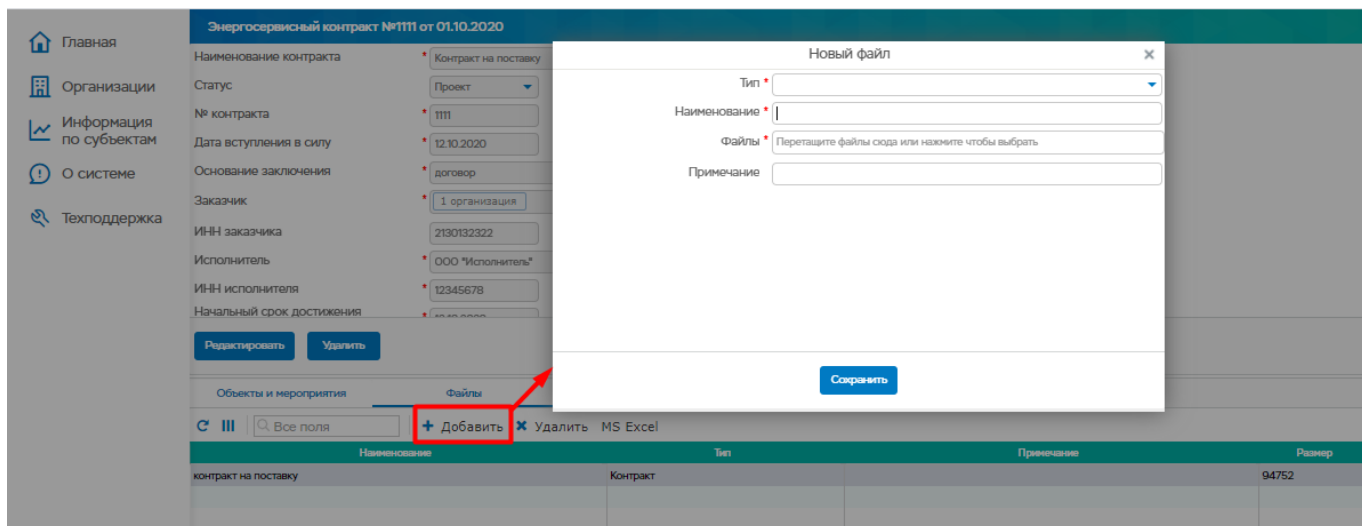 Главная
Организации
Информация
по субъектам
О системе
Техподдержка
Энергосервисный контракт №1111 от 01.10.2020
Наименование контракта * Контракт на поставку
Статус Проект
№ контракта * 1111
Дата вступления в силу * 12.10.2020
Основание заключения * договор
Заказчик * 1 организация
ИНН заказчика 2130132322
Исполнитель * ООО "Исполнитель"
ИНН исполнителя * 12345678
Начальный срок достижения *
Редактировать Удалить
Новый файл ×
Тип *
Наименование *
Файлы * Перетащите файлы сюда или нажмите чтобы выбрать
Примечание
Сохранить
Объекты и мероприятия Файлы
Все поля + Добавить Удалить MS Excel
Наименование Тип Примечание Размер
контракт на поставку Контракт 94752